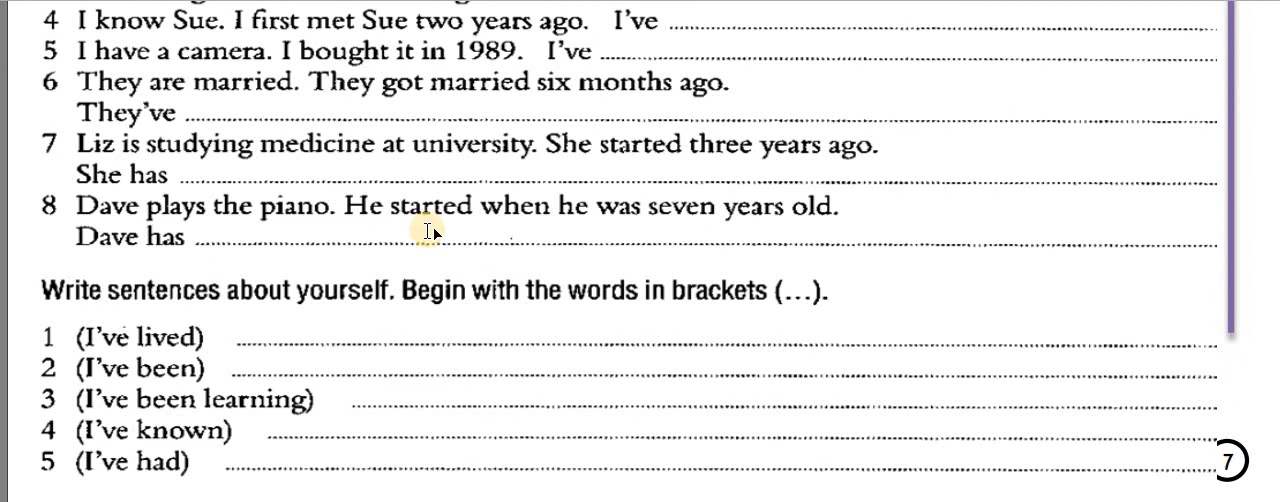 4 I know Sue. I first met Sue two years ago. I've ....................
5 I have a camera. I bought it in 1989. I've ....................
6 They are married. They got married six months ago.
They've ....................
7 Liz is studying medicine at university. She started three years ago.
She has ....................
8 Dave plays the piano. He started when he was seven years old.
Dave has ....................
Write sentences about yourself. Begin with the words in brackets (...).
1 (I've lived) ....................
2 (I've been) ....................
3 (I've been learning) ....................
4 (I've known) ....................
5 (I've had) ....................
7